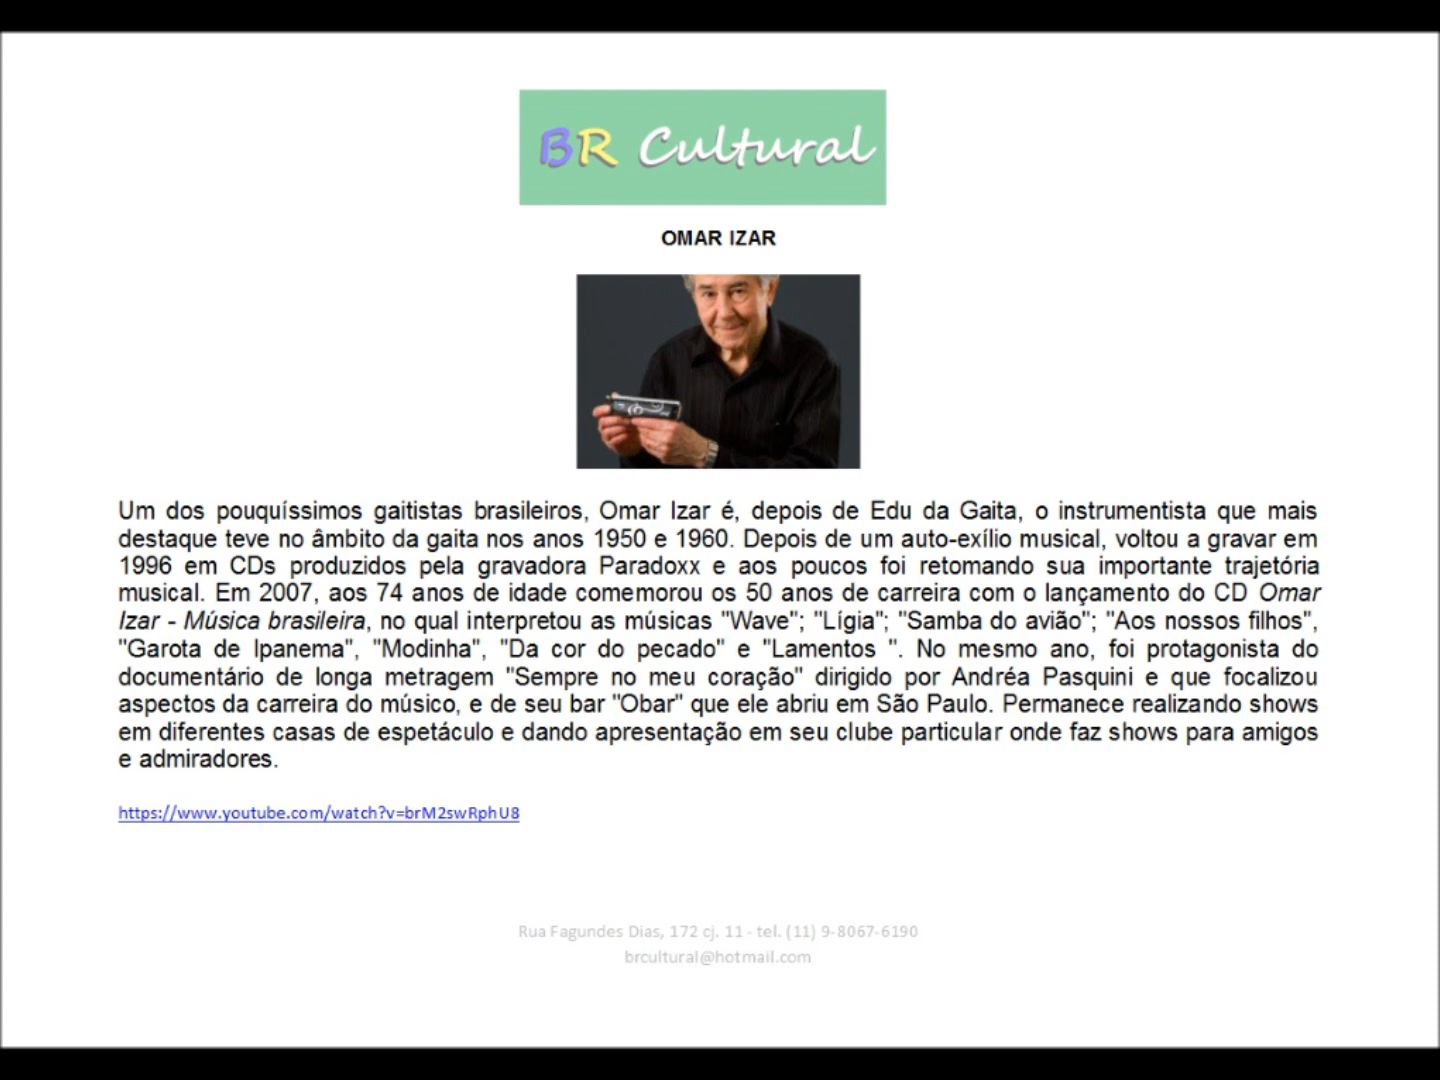 BR Cultural
OMAR IZAR
Um dos pouquíssimos gaitistas brasileiros, Omar Izar é, depois de Edu da Gaita, o instrumentista que mais
destaque teve no âmbito da gaita nos anos 1950 e 1960. Depois de um auto-exílio musical, voltou a gravar em
1996 em CDs produzidos pela gravadora Paradoxx e aos poucos foi retomando sua importante trajetória
musical. Em 2007, aos 74 anos de idade comemorou os 50 anos de carreira com o lançamento do CD Omar
Izar - Música brasileira, no qual interpretou as músicas "Wave"; "Lígia"; "Samba do avião"; "Aos nossos filhos",
"Garota de Ipanema", "Modinha", "Da cor do pecado" e "Lamentos ". No mesmo ano, foi protagonista do
documentário de longa metragem "Sempre no meu coração" dirigido por Andréa Pasquini e que focalizou
aspectos da carreira do músico, e de seu bar "Obar" que ele abriu em São Paulo. Permanece realizando shows
em diferentes casas de espetáculo e dando apresentação em seu clube particular onde faz shows para amigos
e admiradores.
https://www.youtube.com/watch?v=brM2swRphU8
Rua Fagundes Dias, 172 cj. 11 - tel. (11) 9-8067-6190
brcultural@hotmail.com